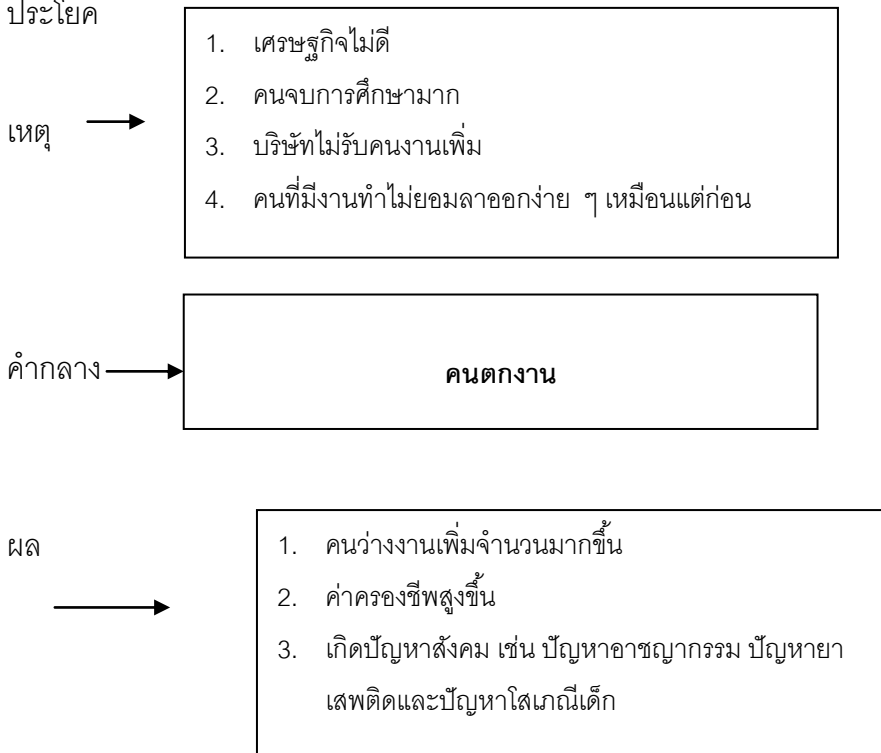 ประโยค
1. เศรษฐกิจไม่ดี
2. คนจบการศึกษามาก
เหตุ
3. บริษัทไม่รับคนงานเพิ่ม
4. คนที่มีงานทำไม่ยอมลาออกง่าย ๆ เหมือนแต่ก่อน
คำกลาง
คนตกงาน
ผล
1. คนว่างงานเพิ่มจำนวนมากขึ้น
2. ค่าครองชีพสูงขึ้น
3. เกิดปัญหาสังคม เช่น ปัญหาอาชญากรรม ปัญหายา
เสพติดและปัญหาโสเภณีเด็ก